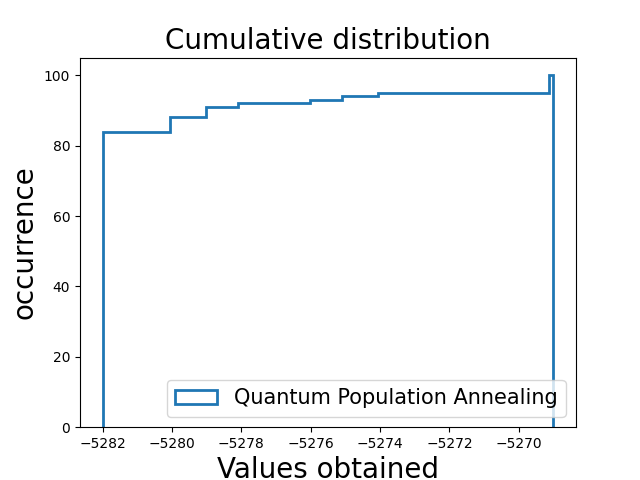 Cumulative distribution
occurrence
100
80
60
40
20
0
−5282 −5280 −5278 −5276 −5274 −5272 −5270
Values obtained
Quantum Population Annealing